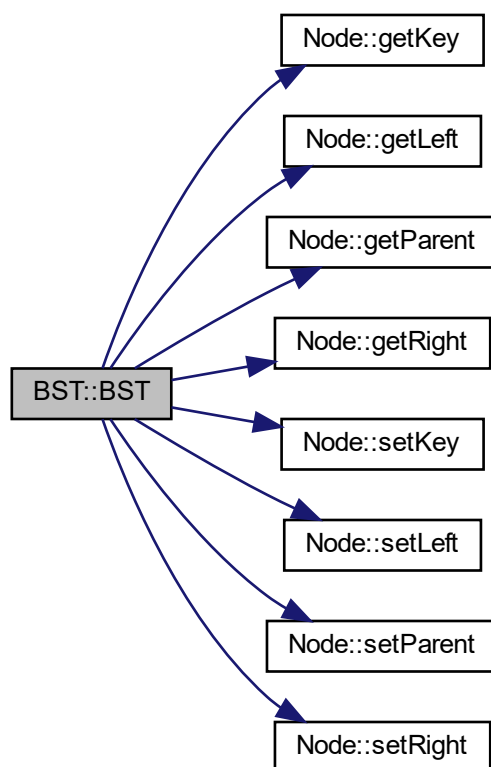 Node::getKey
Node::getLeft
Node::getParent
Node::getRight
BST::BST
Node::setKey
Node::setLeft
Node::setParent
Node::setRight